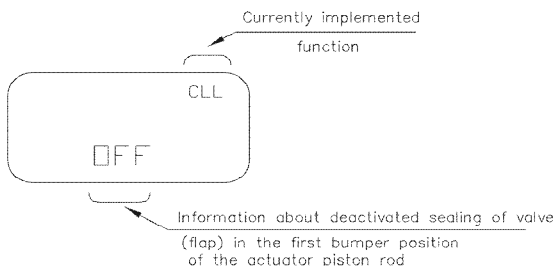 Currently implemented
function
CLL
OFF
Information about deactivated sealing of valve
(flap) in the first bumper position
of the actuator piston rod